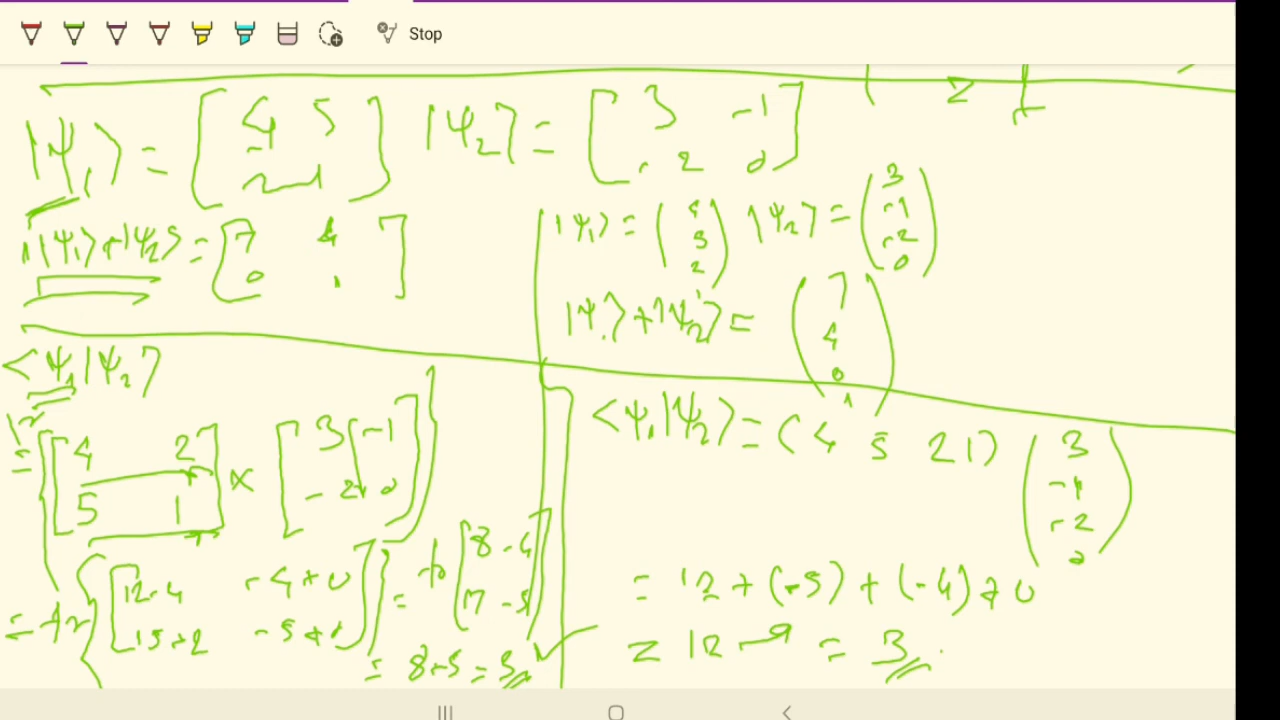 Stop
|ψ₁⟩ = [ 4 5 ; 2 1 ] |ψ₂⟩ = [ 3 -1 ; -2 0 ]
|ψ₁⟩ + |ψ₂⟩ = [ 7 4 ; 0 1 ]
|ψ₁⟩ = ( 4 5 2 ) |ψ₂⟩ = ( 3 -1 -2 0 )
|ψ₁⟩ + |ψ₂⟩ = ( 7 4 0 1 )
⟨ψ₁|ψ₂⟩
= tr { [ 4 2 ; 5 1 ] × [ 3 -1 ; -2 0 ] }
= tr { [ 12-4 -4+0 ; 15+2 -5+0 ] } = tr [ 8 -4 ; 17 -5 ]
= 8-5 = 3
⟨ψ₁|ψ₂⟩ = ( 4 5 2 1 ) ( 3 -1 -2 0 )
= 12 + (-5) + (-4) + 0
= 12 - 9 = 3